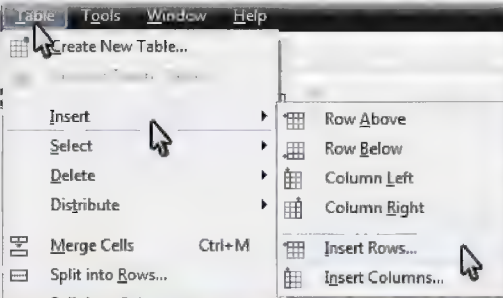 Table Tools Window Help
Create New Table...
Insert
Select
Delete
Distribute
Merge Cells Ctrl+M
Split into Rows...
Row Above
Row Below
Column Left
Column Right
Insert Rows...
Insert Columns...